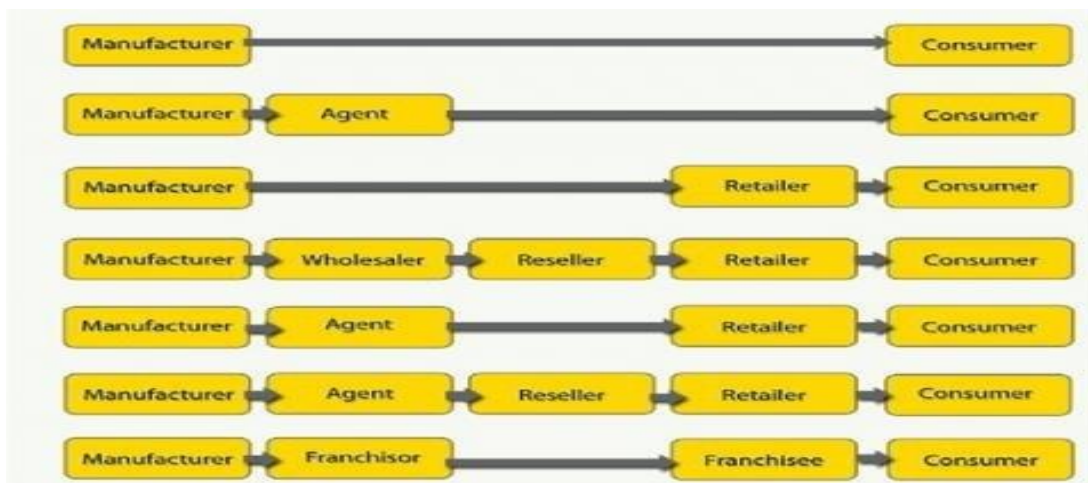 Manufacturer Consumer
Manufacturer Agent Consumer
Manufacturer Retailer Consumer
Manufacturer Wholesaler Reseller Retailer Consumer
Manufacturer Agent Retailer Consumer
Manufacturer Agent Reseller Retailer Consumer
Manufacturer Franchisor Franchisee Consumer